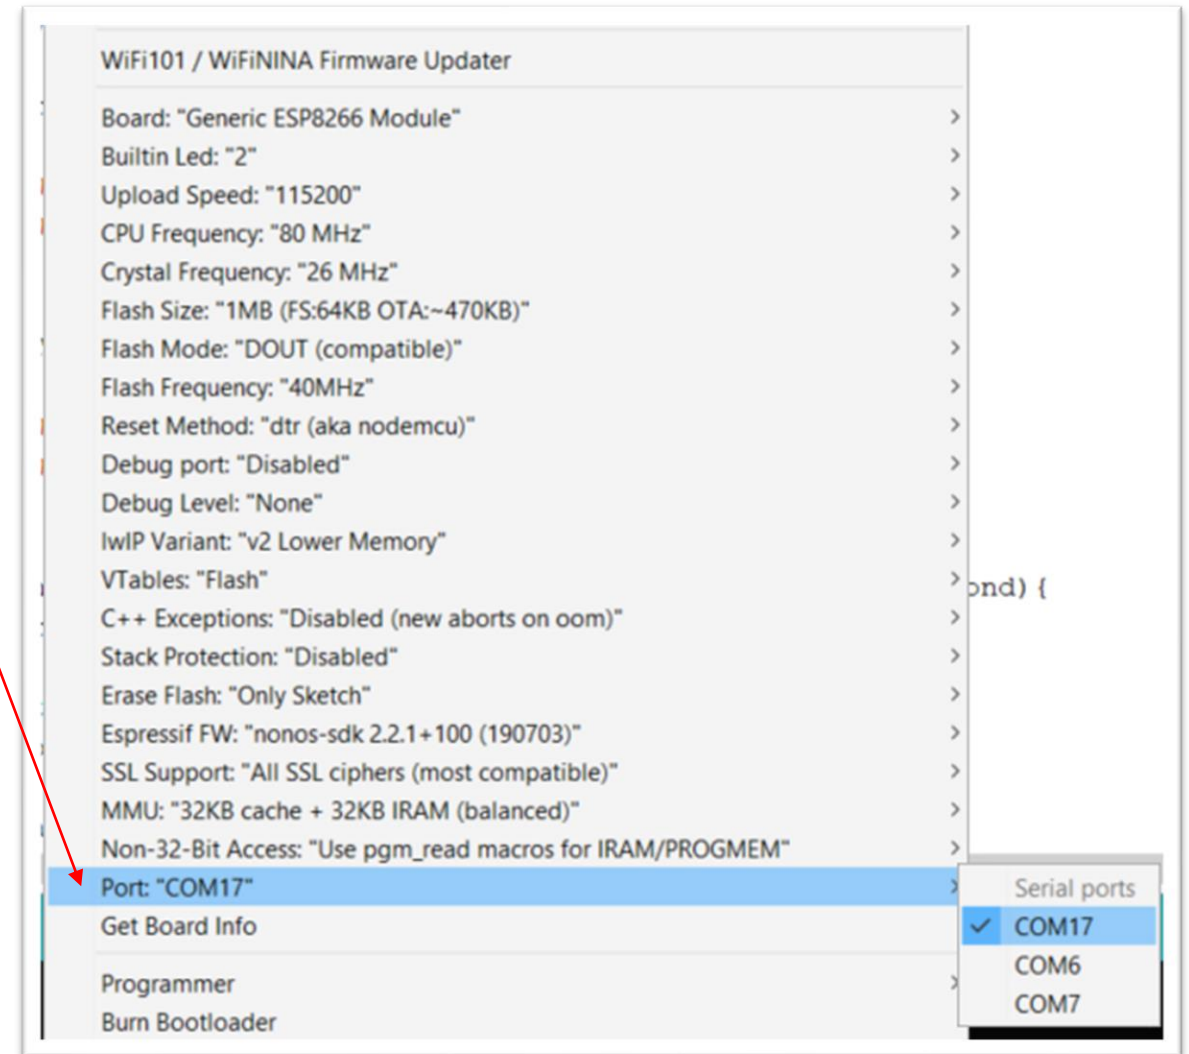 WiFi101 / WiFiNINA Firmware Updater
Board: "Generic ESP8266 Module"
Builtin Led: "2"
Upload Speed: "115200"
CPU Frequency: "80 MHz"
Crystal Frequency: "26 MHz"
Flash Size: "1MB (FS:64KB OTA:~470KB)"
Flash Mode: "DOUT (compatible)"
Flash Frequency: "40MHz"
Reset Method: "dtr (aka nodemcu)"
Debug port: "Disabled"
Debug Level: "None"
lwIP Variant: "v2 Lower Memory"
VTables: "Flash"
ond) {
C++ Exceptions: "Disabled (new aborts on oom)"
Stack Protection: "Disabled"
Erase Flash: "Only Sketch"
Espressif FW: "nonos-sdk 2.2.1+100 (190703)"
SSL Support: "All SSL ciphers (most compatible)"
MMU: "32KB cache + 32KB IRAM (balanced)"
Non-32-Bit Access: "Use pgm_read macros for IRAM/PROGMEM"
Port: "COM17"
Get Board Info
Programmer
Burn Bootloader
Serial ports
COM17
COM6
COM7